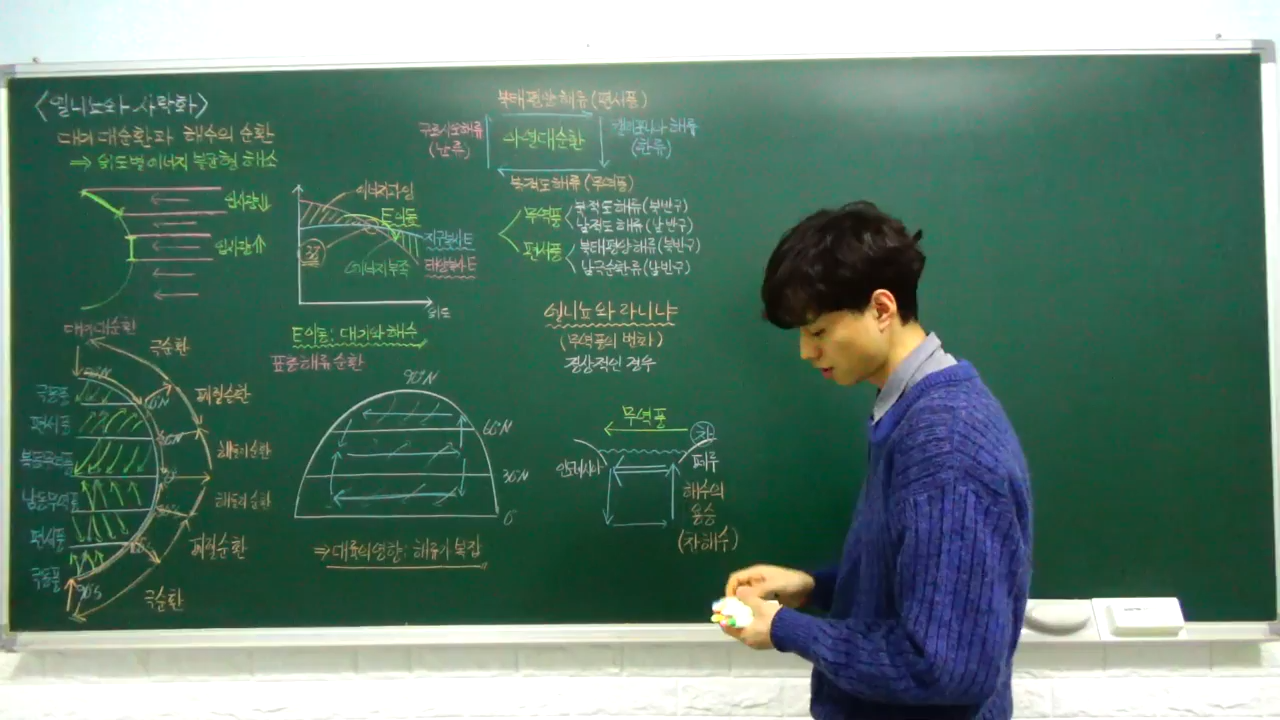 <엘니뇨와 사막화>
대기 대순환과 해수의 순환
⇒ 위도별 에너지 불균형 해소
입사량↓
입사량↑
에너지과잉
E이동
38°
지구복사E
태양복사E
에너지부족
위도
E이동: 대기와 해수
대기대순환
극순환
페렐순환
해들리순환
해들리순환
페렐순환
극순환
극동풍
편서풍
북동무역풍
남동무역풍
편서풍
극동풍
90°S
표층해류순환
90°N
60°N
30°N
0°
⇒대륙의영향: 해류가 복잡
북태평양 해류 (편서풍)
쿠로시오해류
(난류)
아열대순환
캘리포니아 해류
(한류)
북적도해류 (무역풍)
무역풍
북적도해류 (북반구)
남적도해류 (남반구)
편서풍
북태평양 해류 (북반구)
남극순환류 (남반구)
엘니뇨와 라니냐
(무역풍의 변화)
정상적인 경우
무역풍
인도네시아
페루
해수의
용승
(찬해수)